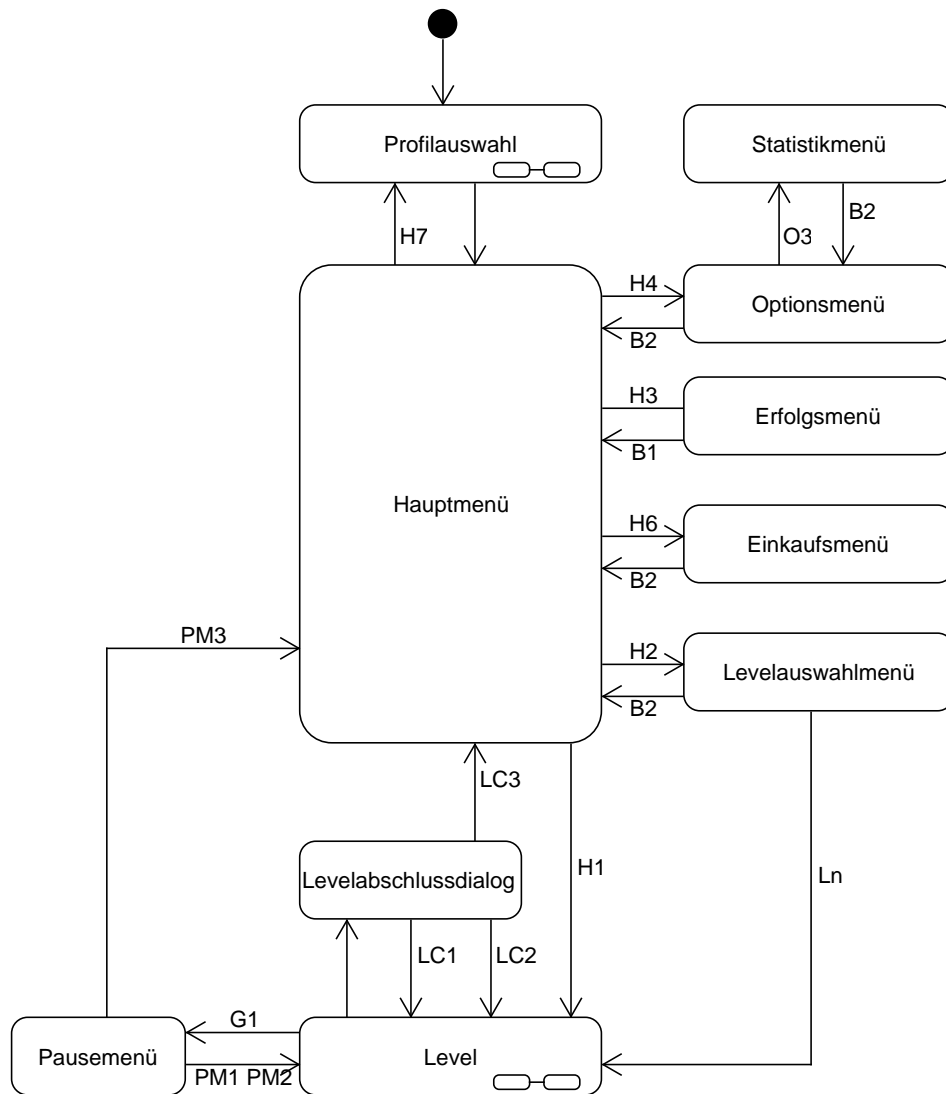 Profilauswahl
Statistikmenü
H7
O3
B2
H4
Optionsmenü
B2
H3
Erfolgsmenü
B1
Hauptmenü
H6
Einkaufsmenü
B2
PM3
H2
Levelauswahlmenü
B2
LC3
Levelabschlussdialog
H1
Ln
LC1
LC2
G1
Pausemenü
Level
PM1 PM2